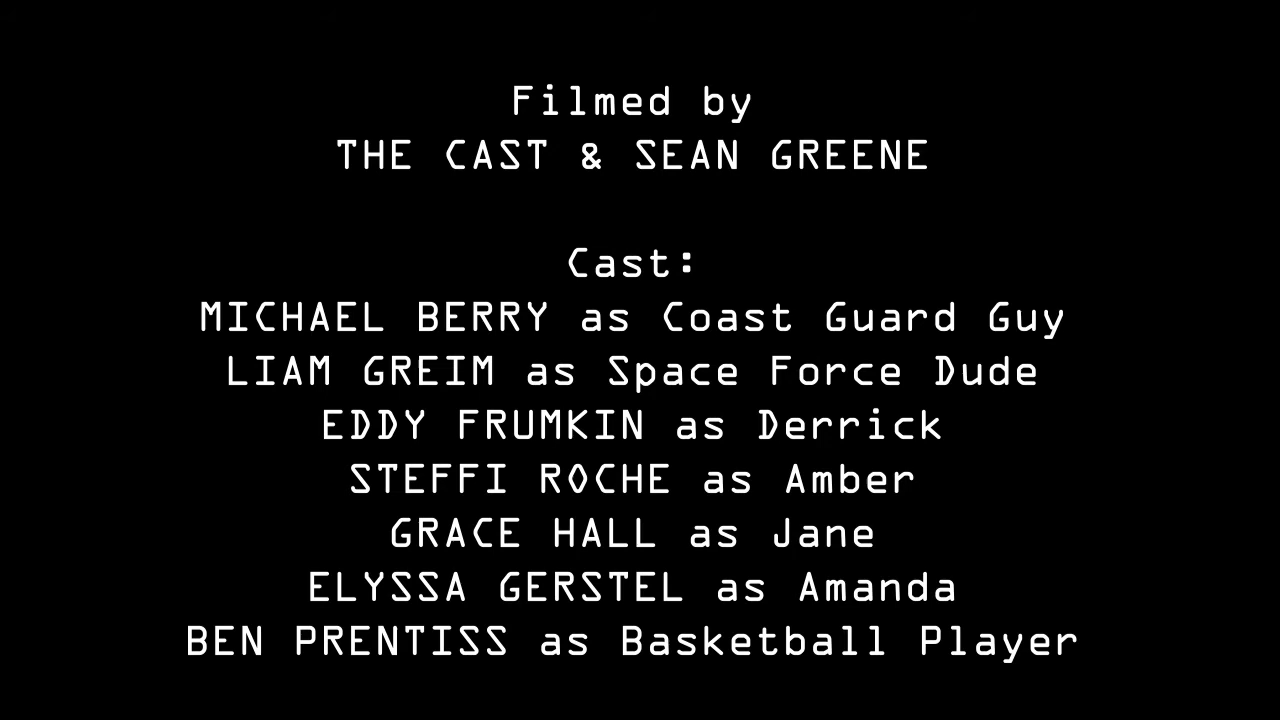 Filmed by
THE CAST & SEAN GREENE
Cast:
MICHAEL BERRY as Coast Guard Guy
LIAM GREIM as Space Force Dude
EDDY FRUMKIN as Derrick
STEFFI ROCHE as Amber
GRACE HALL as Jane
ELYSSA GERSTEL as Amanda
BEN PRENTISS as Basketball Player